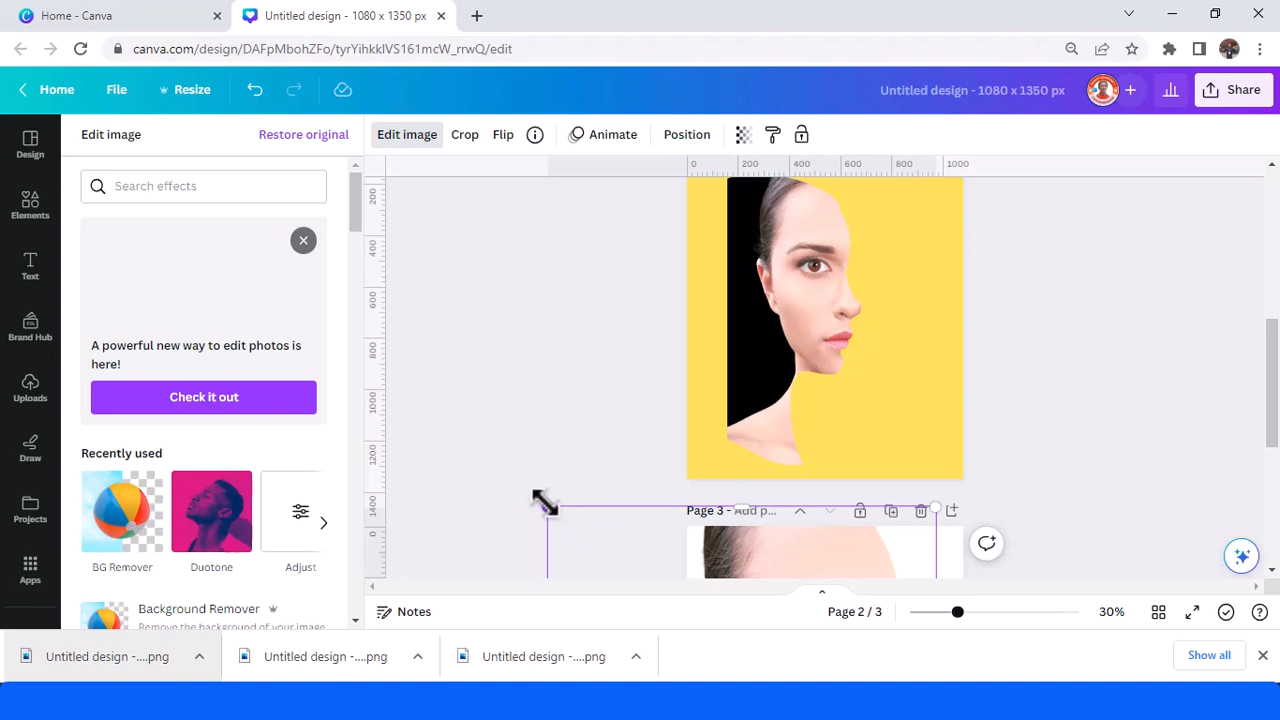 Home - Canva
Untitled design - 1080 x 1350 px
canva.com/design/DAFpMbohZFo/tyrYihkklVS161mcW_rrwQ/edit
Home
File
Resize
Untitled design - 1080 x 1350 px
Share
Design
Elements
Text
Brand Hub
Uploads
Draw
Projects
Apps
Edit image
Restore original
Search effects
A powerful new way to edit photos is
here!
Check it out
Recently used
BG Remover
Duotone
Adjust
Background Remover
Remove the background of your image
Edit image
Crop
Flip
Animate
Position
0
200
400
600
800
1000
200
400
600
800
1000
1200
1400
0
Page 3 - Add p...
Notes
Page 2 / 3
30%
Untitled design -....png
Untitled design -....png
Untitled design -....png
Show all